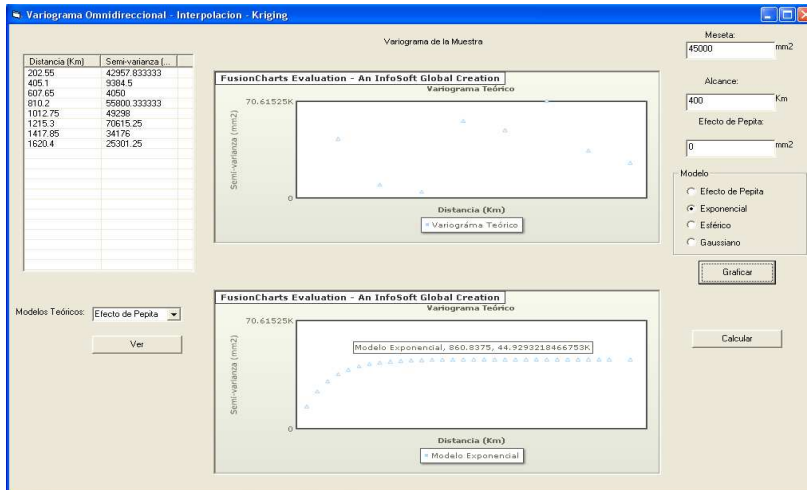 Variograma Omnidireccional - Interpolacion - Kriging
Variograma de la Muestra
Distancia (Km) Semi-varianza (...
202.55 42957.833333
405.1 9384.5
607.65 4050
810.2 55800.333333
1012.75 49298
1215.3 70615.25
1417.85 34176
1620.4 25301.25
Modelos Teóricos: Efecto de Pepita
Ver
FusionCharts Evaluation - An InfoSoft Global Creation
Variograma Teórico
70.61525K
Semi-varianza (mm2)
0
Distancia (Km)
Variográma Teórico
FusionCharts Evaluation - An InfoSoft Global Creation
Variograma Teórico
70.61525K
Semi-varianza (mm2)
Modelo Exponencial, 860.8375, 44.9293218466753K
0
Distancia (Km)
Modelo Exponencial
Meseta:
45000 mm2
Alcance:
400 Km
Efecto de Pepita:
0 mm2
Modelo
Efecto de Pepita
Exponencial
Esférico
Gaussiano
Graficar
Calcular